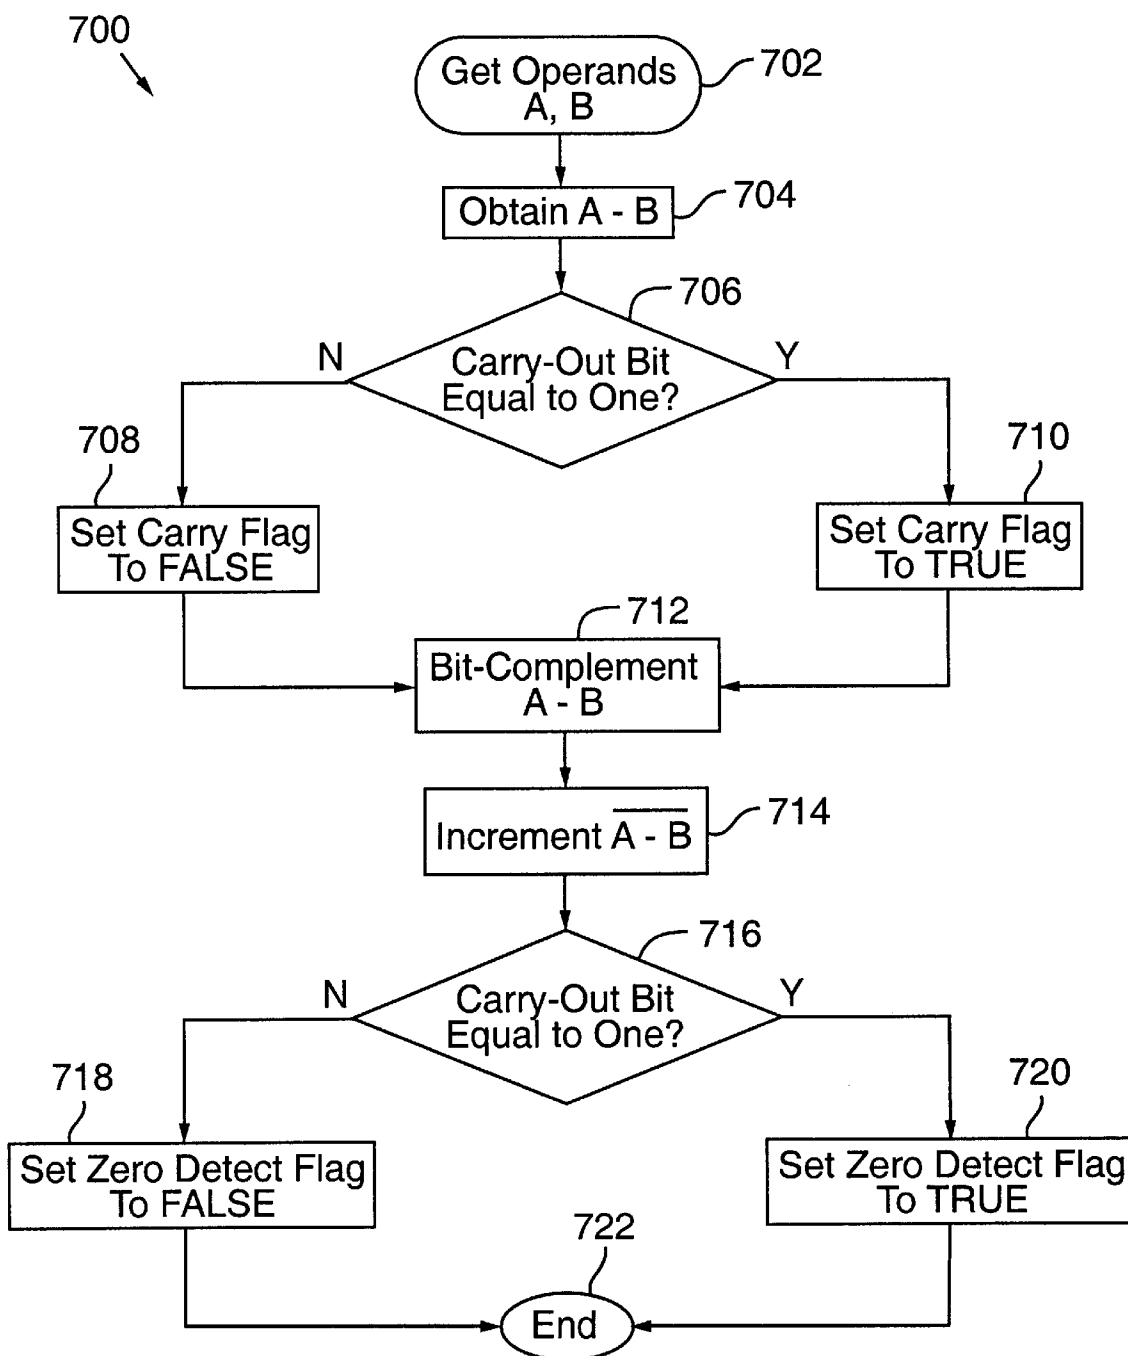 700
Get Operands
A, B
702
Obtain A - B
704
706
N
Carry-Out Bit
Equal to One?
Y
708
Set Carry Flag
To FALSE
710
Set Carry Flag
To TRUE
712
Bit-Complement
A - B
Increment A̅ ̅-̅ ̅B̅
714
716
N
Carry-Out Bit
Equal to One?
Y
718
Set Zero Detect Flag
To FALSE
720
Set Zero Detect Flag
To TRUE
722
End